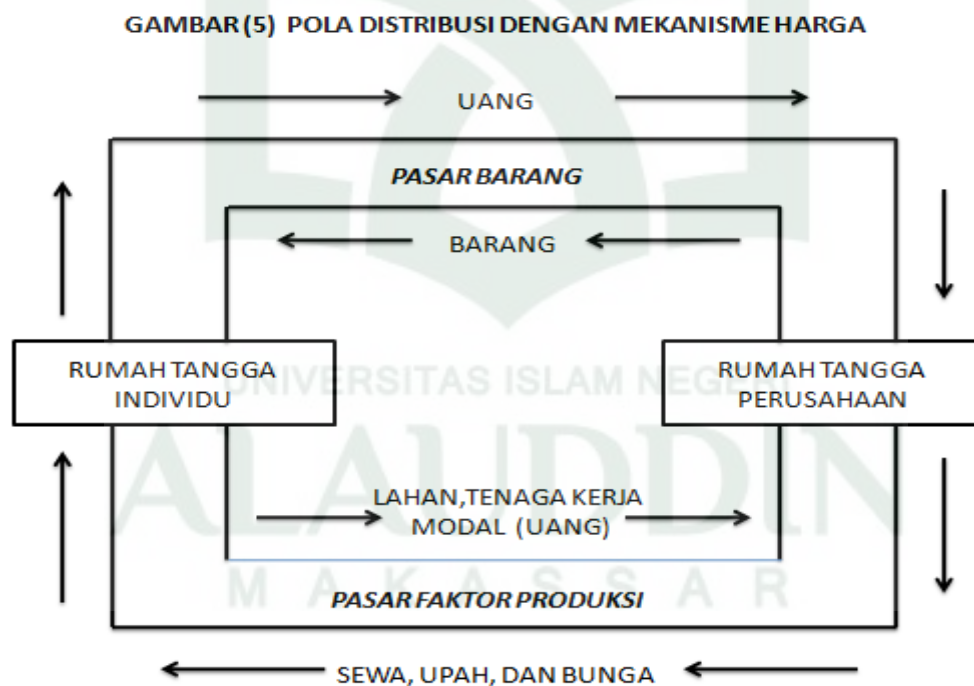 GAMBAR (5) POLA DISTRIBUSI DENGAN MEKANISME HARGA
UANG
PASAR BARANG
BARANG
RUMAH TANGGA
INDIVIDU
RUMAH TANGGA
PERUSAHAAN
UNIVERSITAS ISLAM NEGERI
ALAUDDIN
LAHAN,TENAGA KERJA
MODAL (UANG)
MAKASSAR
PASAR FAKTOR PRODUKSI
SEWA, UPAH, DAN BUNGA